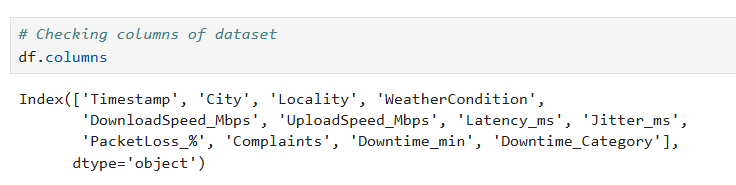 # Checking columns of dataset
df.columns
Index(['Timestamp', 'City', 'Locality', 'WeatherCondition',
'DownloadSpeed_Mbps', 'UploadSpeed_Mbps', 'Latency_ms', 'Jitter_ms',
'PacketLoss_%', 'Complaints', 'Downtime_min', 'Downtime_Category'],
dtype='object')